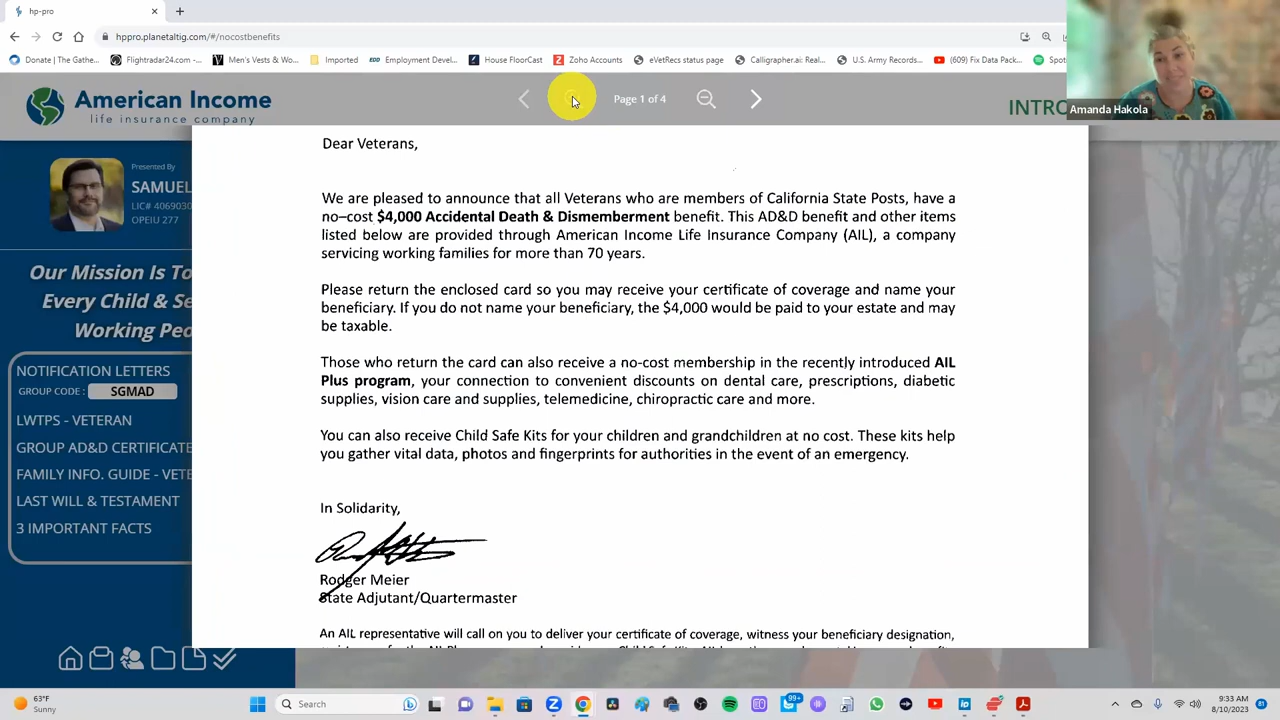 hp-pro
hppro.planetaltig.com/#/nocostbenefits
Donate | The Gathe...
Flightradar24.com -...
Men's Vests & Wo...
Imported
EDD
Employment Devel...
House FloorCast
Zoho Accounts
eVetRecs status page
Calligrapher.ai: Real...
U.S. Army Records...
(609) Fix Data Pack...
Spot
American Income
life insurance company
Page 1 of 4
INTRO
Amanda Hakola
Presented By
SAMUEL
LIC# 4069030
OPEIU 277
Our Mission Is To
Every Child & Se
Working Peo
NOTIFICATION LETTERS
GROUP CODE : SGMAD
LWTPS - VETERAN
GROUP AD&D CERTIFICATE
FAMILY INFO. GUIDE - VETE
LAST WILL & TESTAMENT
3 IMPORTANT FACTS
Dear Veterans,
We are pleased to announce that all Veterans who are members of California State Posts, have a
no–cost $4,000 Accidental Death & Dismemberment benefit. This AD&D benefit and other items
listed below are provided through American Income Life Insurance Company (AIL), a company
servicing working families for more than 70 years.
Please return the enclosed card so you may receive your certificate of coverage and name your
beneficiary. If you do not name your beneficiary, the $4,000 would be paid to your estate and may
be taxable.
Those who return the card can also receive a no-cost membership in the recently introduced AIL
Plus program, your connection to convenient discounts on dental care, prescriptions, diabetic
supplies, vision care and supplies, telemedicine, chiropractic care and more.
You can also receive Child Safe Kits for your children and grandchildren at no cost. These kits help
you gather vital data, photos and fingerprints for authorities in the event of an emergency.
In Solidarity,
Rodger Meier
State Adjutant/Quartermaster
An AIL representative will call on you to deliver your certificate of coverage, witness your beneficiary designation,
63°F
Sunny
Search
99+
9:33 AM
8/10/2023
81